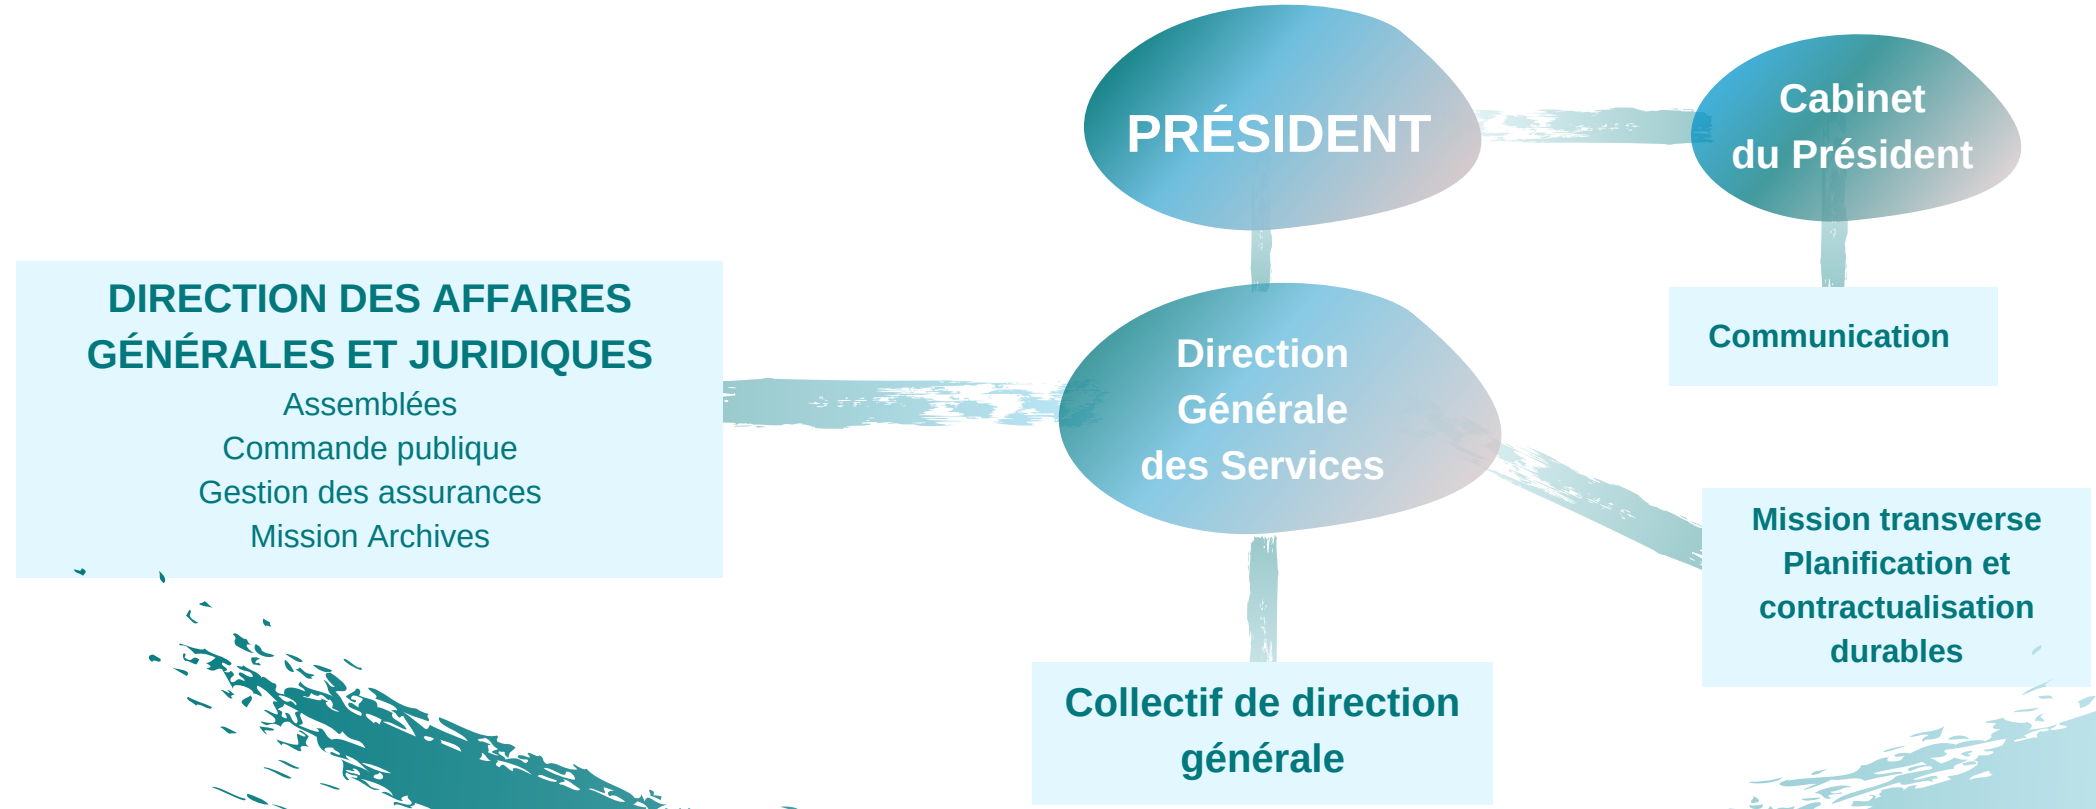 PRÉSIDENT
Cabinet
du Président
Communication
Direction
Générale
des Services
DIRECTION DES AFFAIRES
GÉNÉRALES ET JURIDIQUES
Assemblées
Commande publique
Gestion des assurances
Mission Archives
Mission transverse
Planification et
contractualisation
durables
Collectif de direction
générale